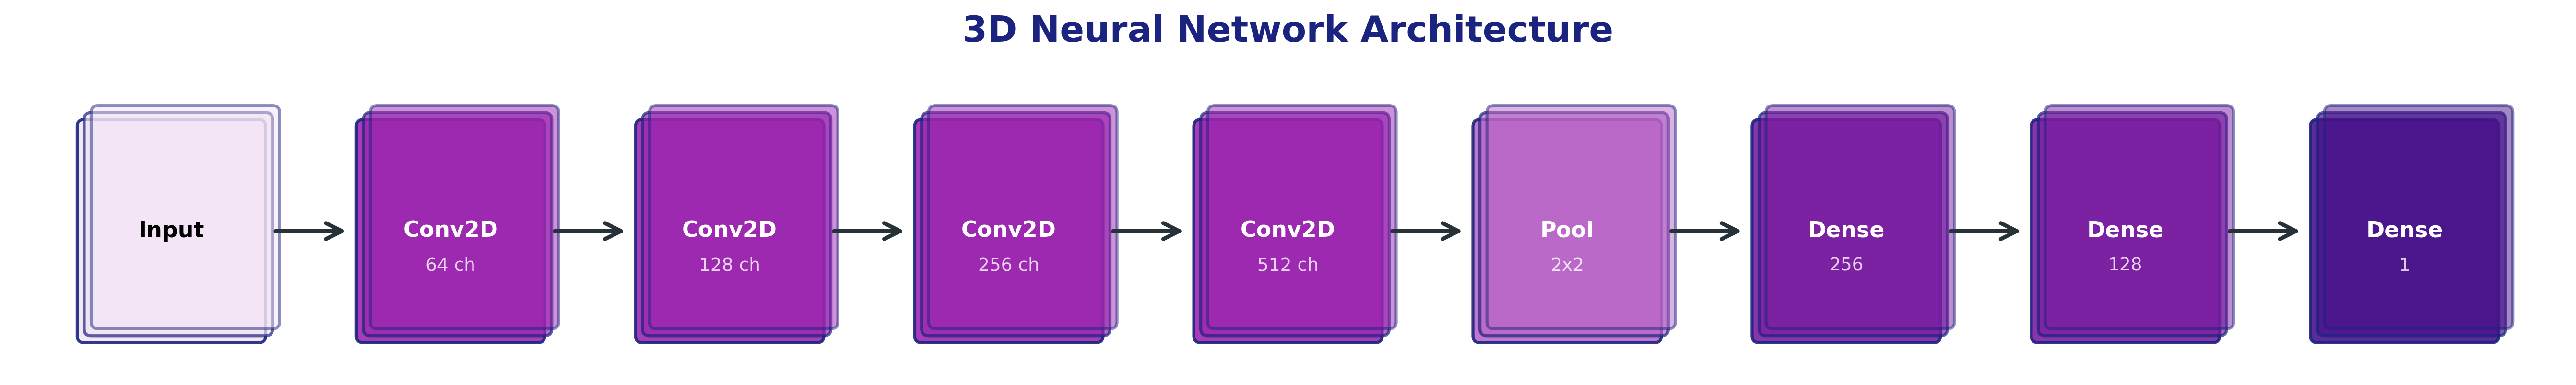 3D Neural Network Architecture
Input
Conv2D
64 ch
Conv2D
128 ch
Conv2D
256 ch
Conv2D
512 ch
Pool
2x2
Dense
256
Dense
128
Dense
1